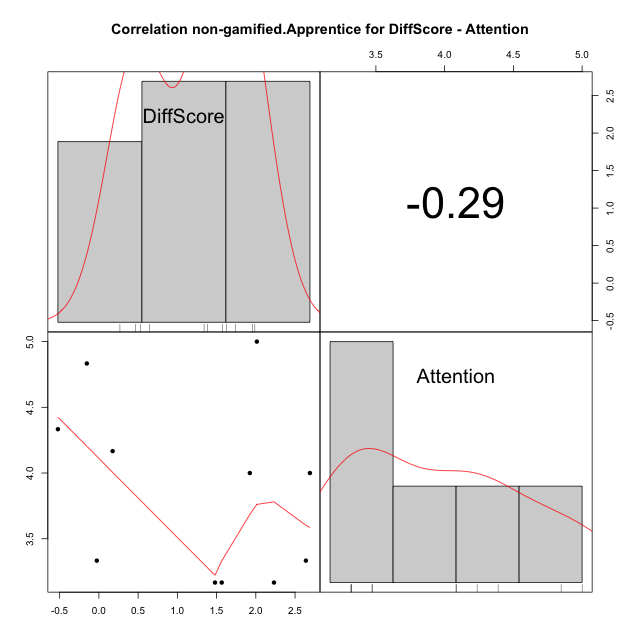 Correlation non-gamified.Apprentice for DiffScore - Attention
3.5 4.0 4.5 5.0
DiffScore
-0.29
2.5
2.0
1.5
1.0
0.5
0.0
-0.5
Attention
5.0
4.5
4.0
3.5
-0.5 0.0 0.5 1.0 1.5 2.0 2.5